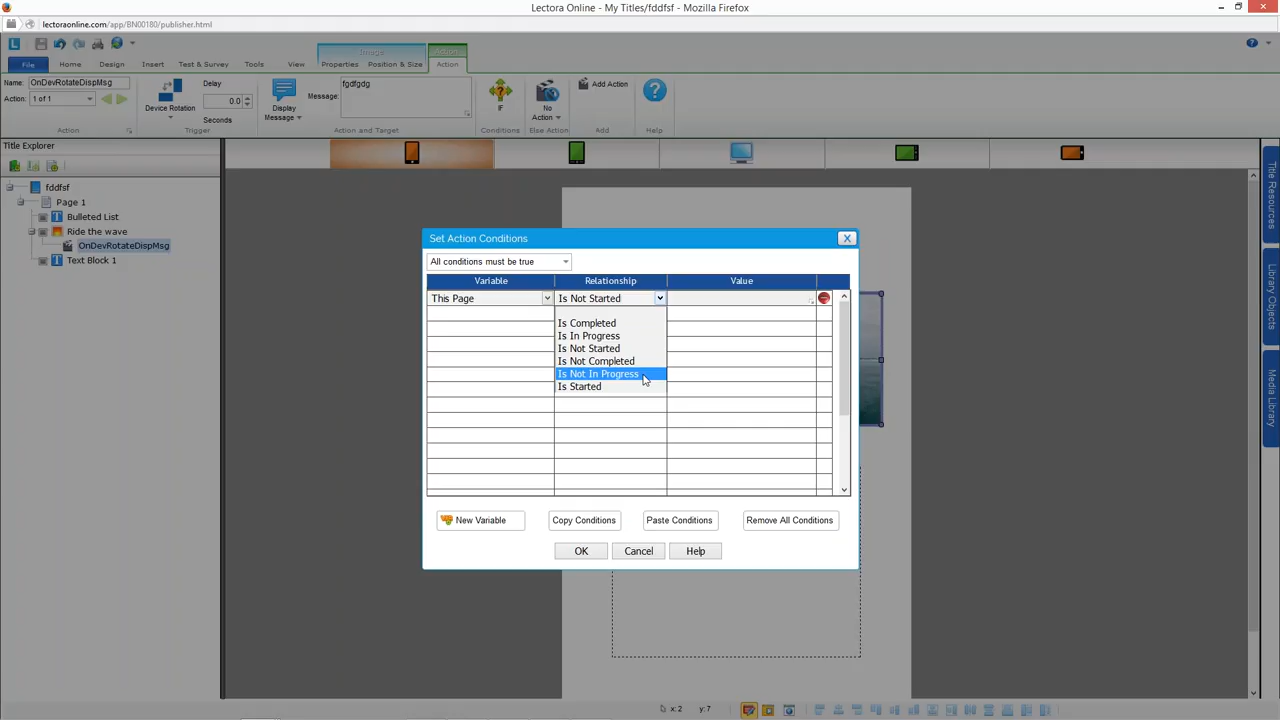 Lectora Online - My Titles/fddfsf - Mozilla Firefox
lectoraonline.com/app/BN00180/publisher.html
Image
Action
File
Home
Design
Insert
Test & Survey
Tools
View
Properties
Position & Size
Action
Name:
OnDevRotateDispMsg
Action:
1 of 1
Device Rotation
Delay
0.0
Seconds
Trigger
Display
Message
Message:
fgdfgdg
Action and Target
IF
Conditions
No
Action
Else Action
Add Action
Add
Help
Title Explorer
fddfsf
Page 1
Bulleted List
Ride the wave
OnDevRotateDispMsg
Text Block 1
Set Action Conditions
All conditions must be true
Variable
Relationship
Value
This Page
Is Not Started
Is Completed
Is In Progress
Is Not Started
Is Not Completed
Is Not In Progress
Is Started
New Variable
Copy Conditions
Paste Conditions
Remove All Conditions
OK
Cancel
Help
Title Resources
Library Objects
Media Library
x: 2
y: 7